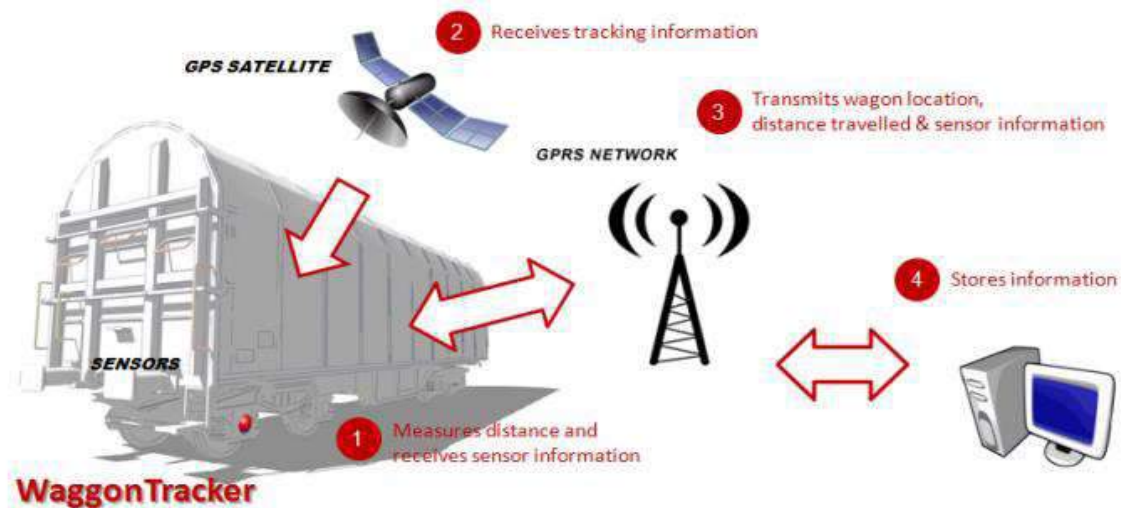 2 Receives tracking information
GPS SATELLITE
3 Transmits wagon location,
distance travelled & sensor information
GPRS NETWORK
4 Stores information
SENSORS
1 Measures distance and
receives sensor information
WaggonTracker